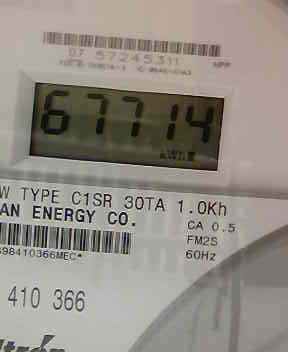 07 57245311
67714
kWh
W TYPE C1SR 30TA 1.0Kh
AN ENERGY CO. CA 0.5
FM2S
98410366MEC* 60Hz
410 366